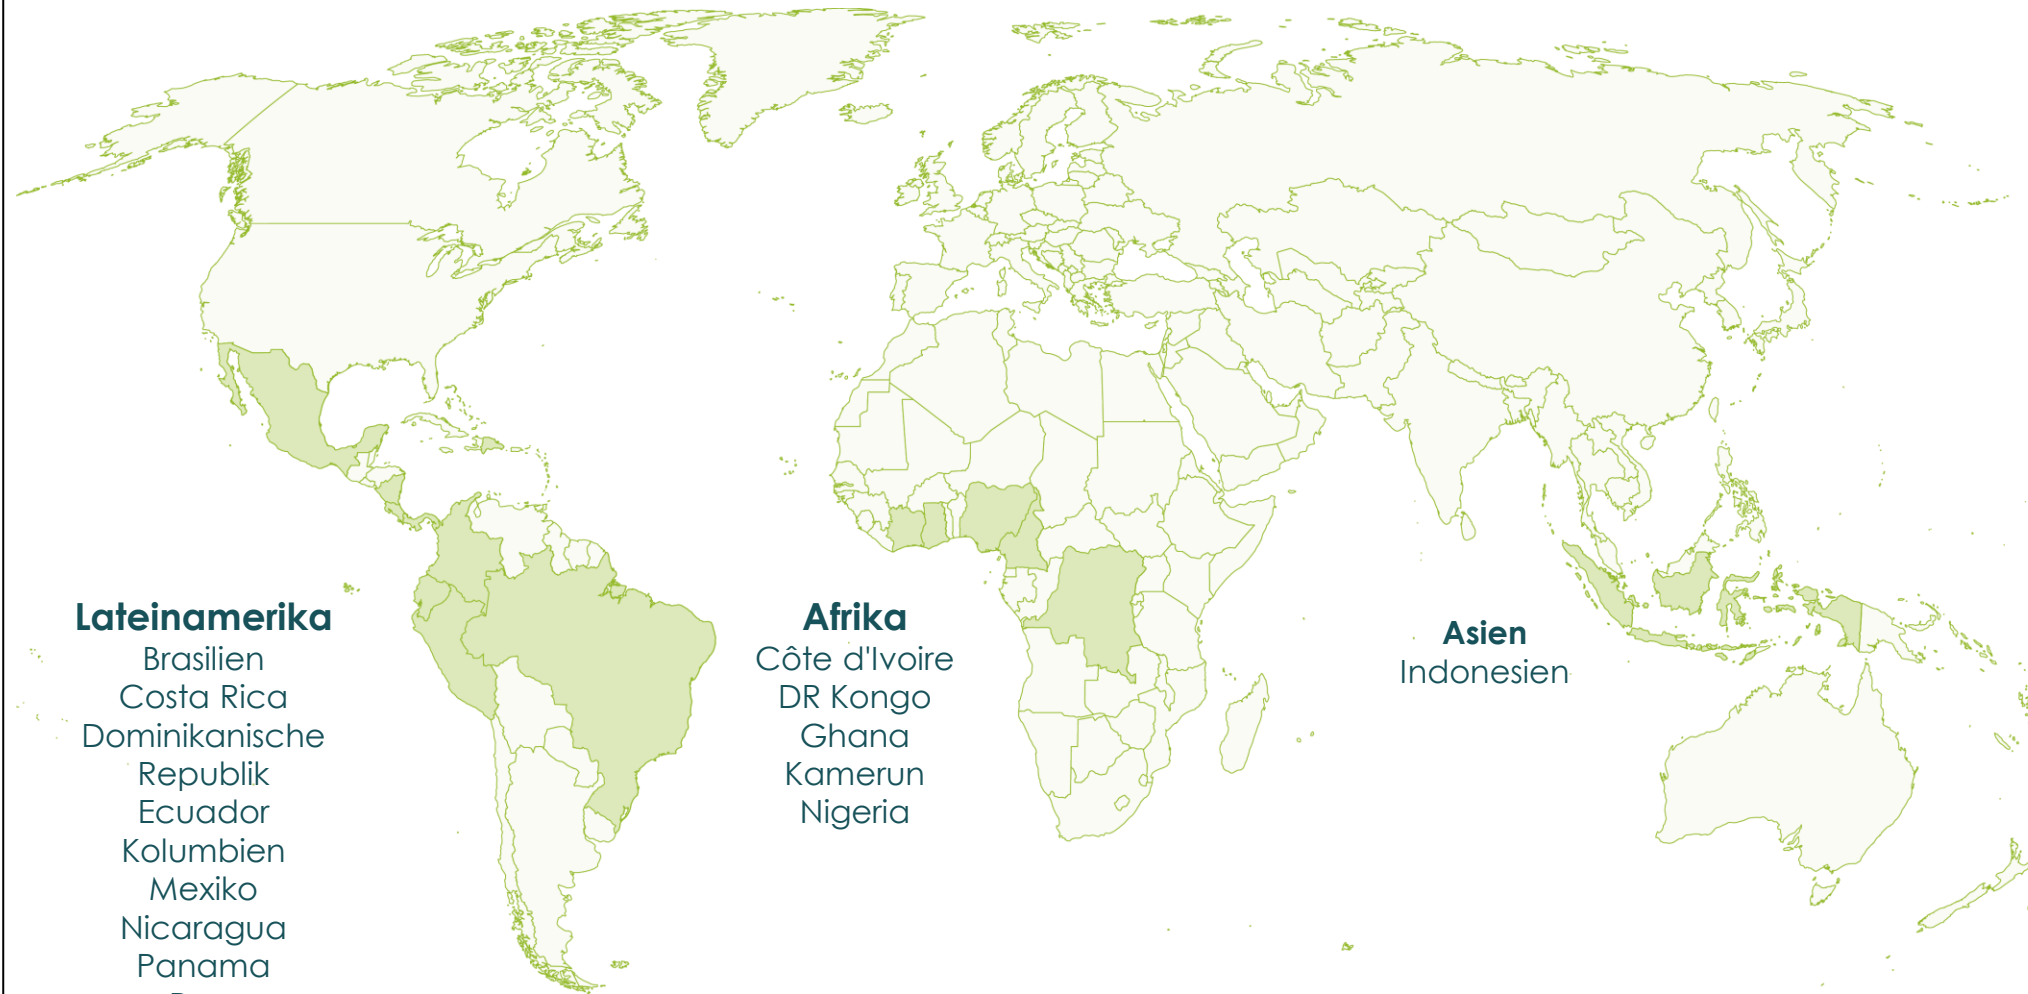 Lateinamerika
Brasilien
Costa Rica
Dominikanische
Republik
Ecuador
Kolumbien
Mexiko
Nicaragua
Panama
Afrika
Côte d'Ivoire
DR Kongo
Ghana
Kamerun
Nigeria
Asien
Indonesien